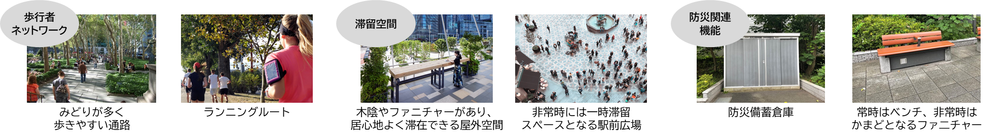 歩行者
ネットワーク
みどりが多く
歩きやすい通路
ランニングルート
滞留空間
木陰やファニチャーがあり、
居心地よく滞在できる屋外空間
非常時には一時滞留
スペースとなる駅前広場
防災関連
機能
防災備蓄倉庫
常時はベンチ、非常時は
かまどとなるファニチャー